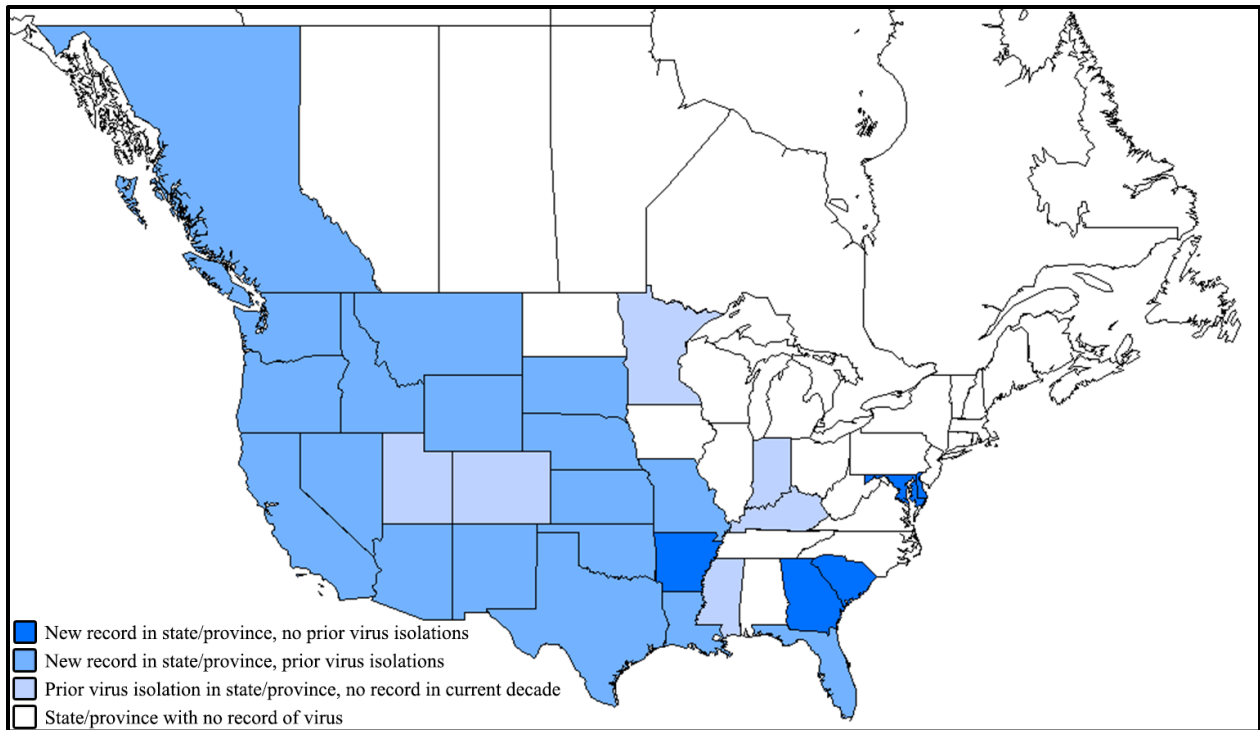 New record in state/province, no prior virus isolations
New record in state/province, prior virus isolations
Prior virus isolation in state/province, no record in current decade
State/province with no record of virus